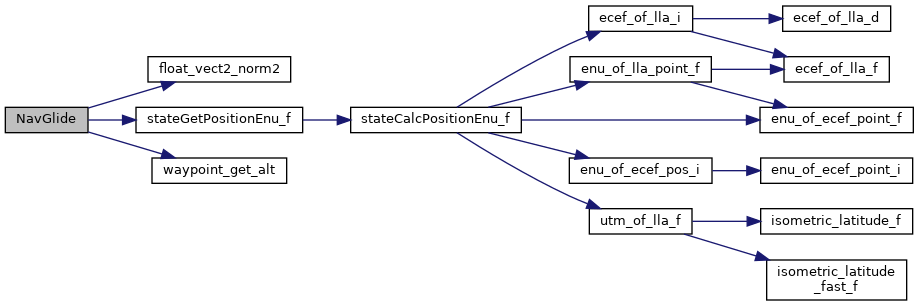 NavGlide
float_vect2_norm2
stateGetPositionEnu_f
waypoint_get_alt
stateCalcPositionEnu_f
ecef_of_lla_i
enu_of_lla_point_f
enu_of_ecef_pos_i
utm_of_lla_f
ecef_of_lla_d
ecef_of_lla_f
enu_of_ecef_point_f
enu_of_ecef_point_i
isometric_latitude_f
isometric_latitude
_fast_f